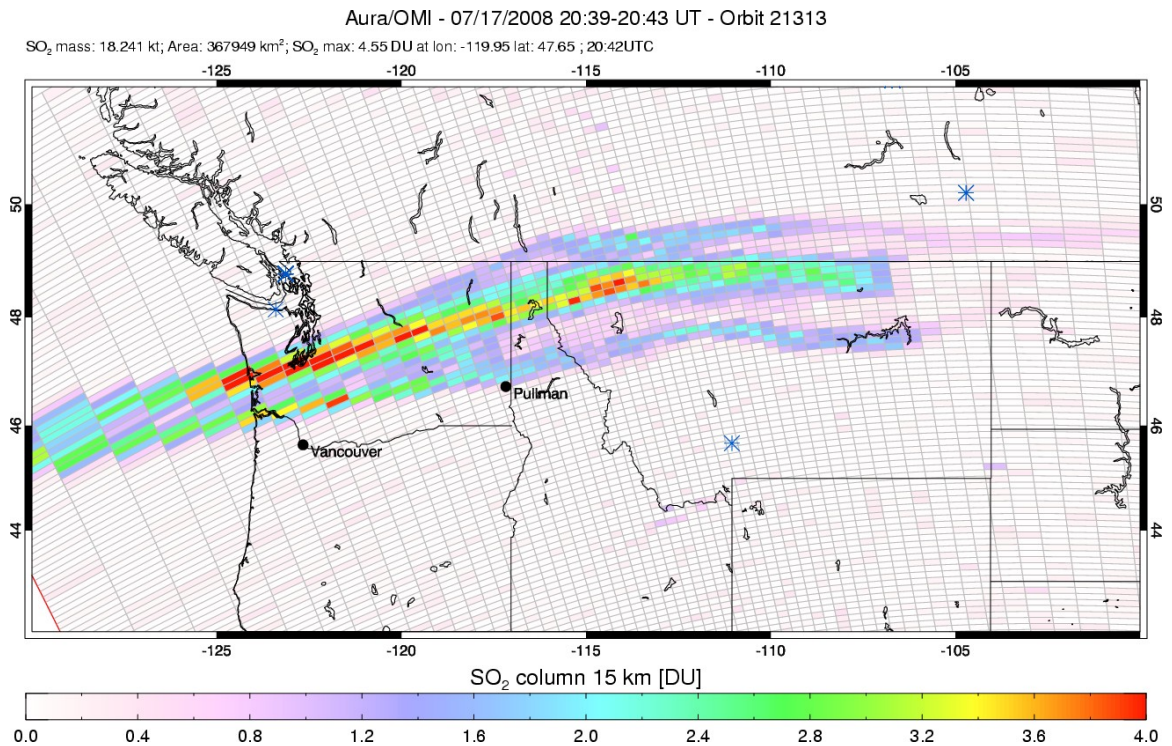 Aura/OMI - 07/17/2008 20:39-20:43 UT - Orbit 21313
SO₂ mass: 18.241 kt; Area: 367949 km²; SO₂ max: 4.55 DU at lon: -119.95 lat: 47.65 ; 20:42UTC
-125 -120 -115 -110 -105
50 50
48 48
Pullman
46 46
Vancouver
44 44
-125 -120 -115 -110 -105
SO₂ column 15 km [DU]
0.0 0.4 0.8 1.2 1.6 2.0 2.4 2.8 3.2 3.6 4.0